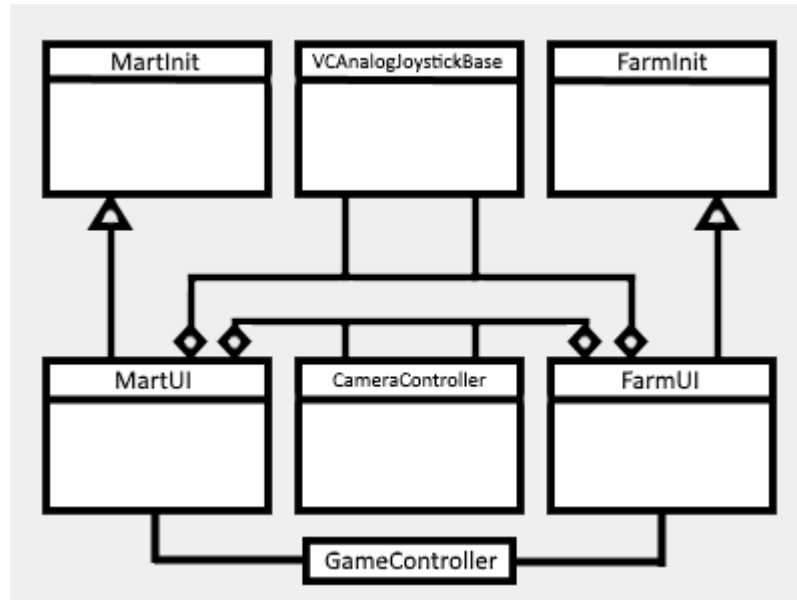 MartInit
VCAnalogJoystickBase
FarmInit
MartUI
CameraController
FarmUI
GameController